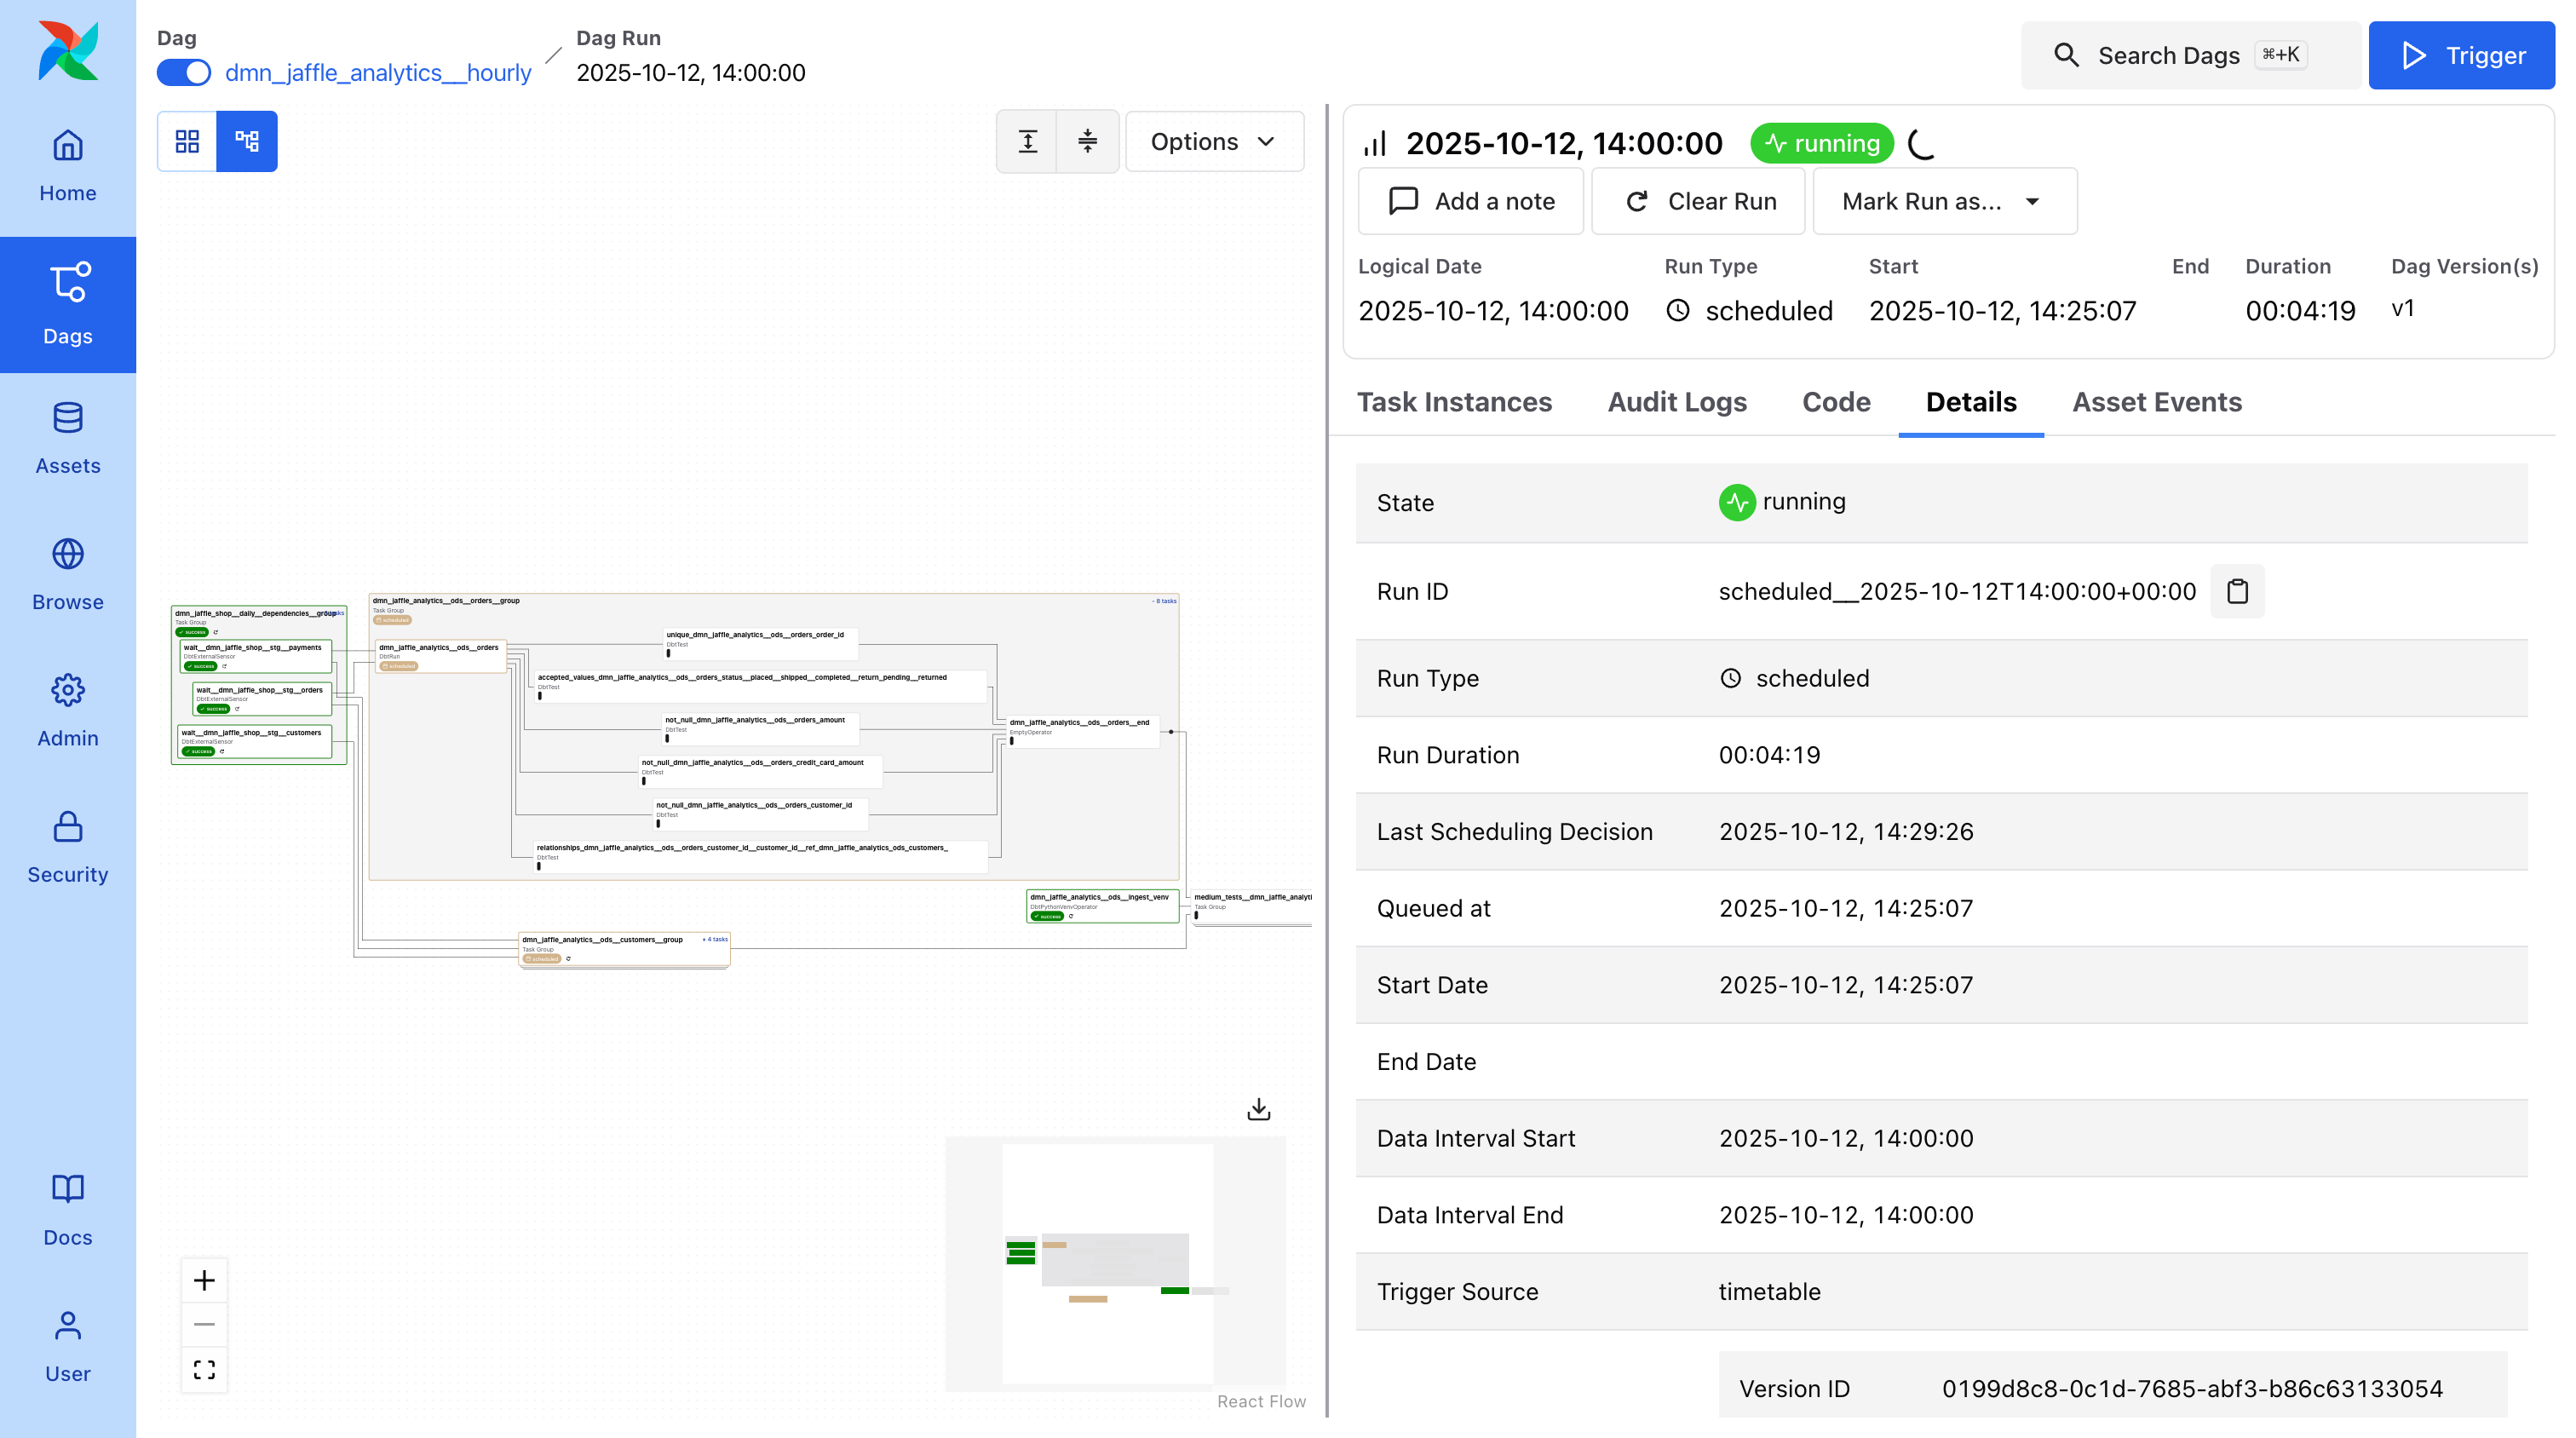 Dag
dmn_jaffle_analytics__hourly
Dag Run
2025-10-12, 14:00:00
Search Dags
⌘+K
Trigger
Home
Dags
Assets
Browse
Admin
Security
Docs
User
Options
dmn_jaffle_shop__daily__dependencies__group
Task Group
success
wait__dmn_jaffle_shop__stg__payments
DbtExternalSensor
success
wait__dmn_jaffle_shop__stg__orders
DbtExternalSensor
success
wait__dmn_jaffle_shop__stg__customers
DbtExternalSensor
success
dmn_jaffle_analytics__ods__orders__group
- 8 tasks
Task Group
scheduled
dmn_jaffle_analytics__ods__orders
DbtRun
scheduled
unique_dmn_jaffle_analytics__ods__orders_order_id
DbtTest
accepted_values_dmn_jaffle_analytics__ods__orders_status__placed__shipped__completed__return_pending__returned
DbtTest
not_null_dmn_jaffle_analytics__ods__orders_amount
DbtTest
not_null_dmn_jaffle_analytics__ods__orders_credit_card_amount
DbtTest
not_null_dmn_jaffle_analytics__ods__orders_customer_id
DbtTest
relationships_dmn_jaffle_analytics__ods__orders_customer_id__customer_id__ref_dmn_jaffle_analytics_ods_customers_
DbtTest
dmn_jaffle_analytics__ods__orders__end
EmptyOperator
dmn_jaffle_analytics__ods__ingest_venv
DbtPythonVenvOperator
success
medium_tests__dmn_jaffle_analyti
Task Group
dmn_jaffle_analytics__ods__customers__group
+ 4 tasks
Task Group
scheduled
React Flow
2025-10-12, 14:00:00
running
Add a note
Clear Run
Mark Run as...
Logical Date
2025-10-12, 14:00:00
Run Type
scheduled
Start
2025-10-12, 14:25:07
End
Duration
00:04:19
Dag Version(s)
v1
Task Instances
Audit Logs
Code
Details
Asset Events
State
running
Run ID
scheduled__2025-10-12T14:00:00+00:00
Run Type
scheduled
Run Duration
00:04:19
Last Scheduling Decision
2025-10-12, 14:29:26
Queued at
2025-10-12, 14:25:07
Start Date
2025-10-12, 14:25:07
End Date
Data Interval Start
2025-10-12, 14:00:00
Data Interval End
2025-10-12, 14:00:00
Trigger Source
timetable
Version ID
0199d8c8-0c1d-7685-abf3-b86c63133054